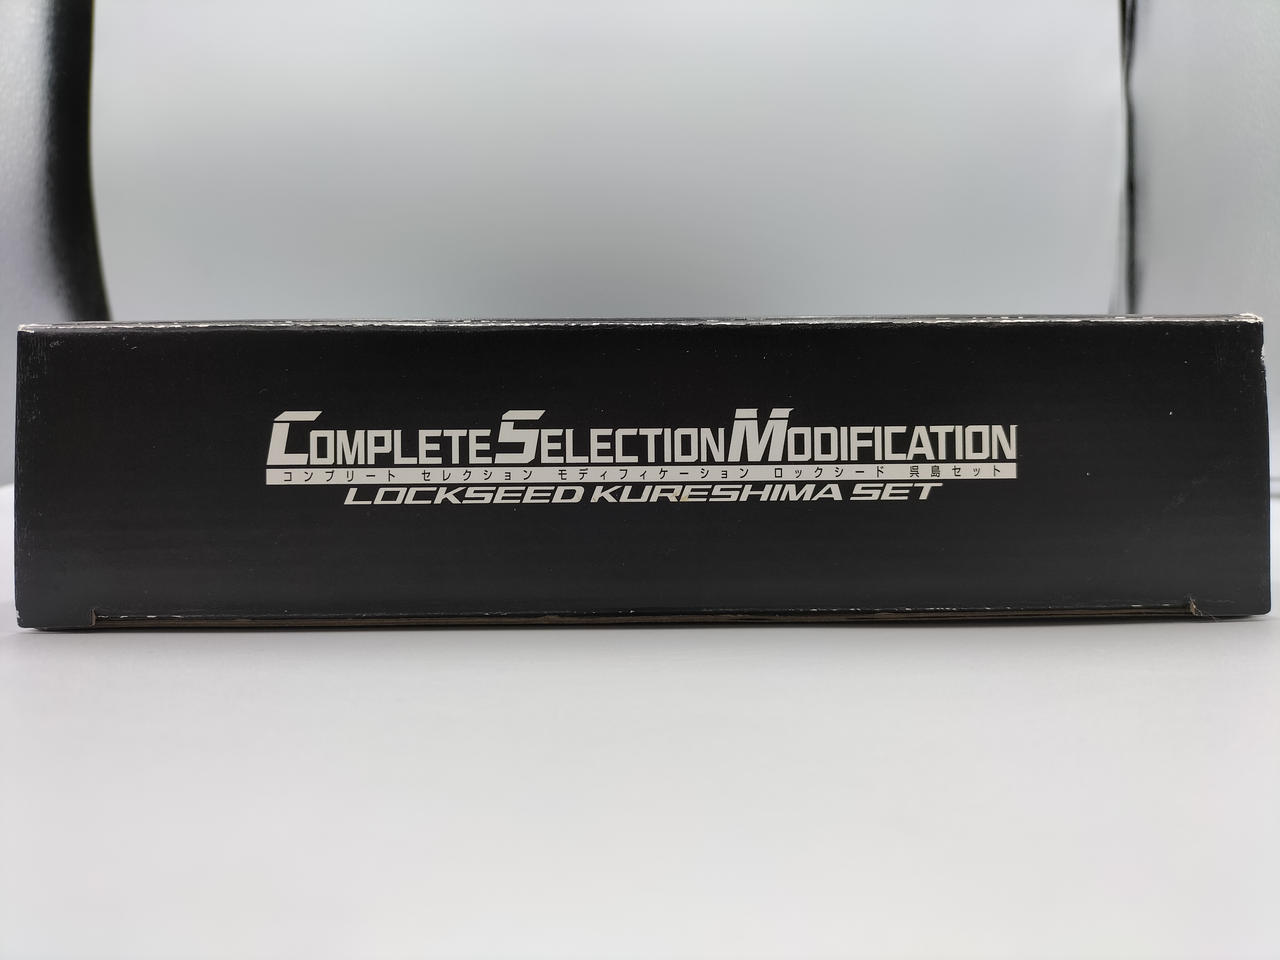 COMPLETE SELECTION MODIFICATION
コンプリート セレクション モディフィケーション ロックシード 呉島セット
LOCKSEED KURESHIMA SET